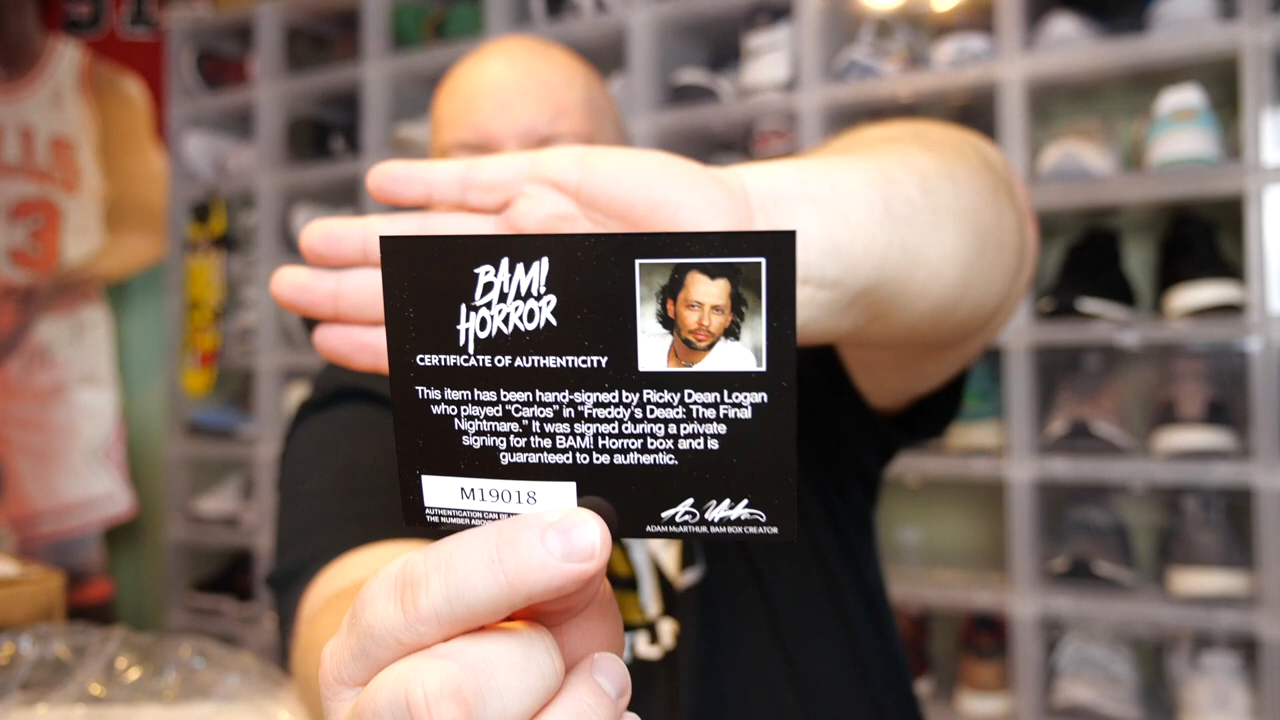 BAM!
HORROR
CERTIFICATE OF AUTHENTICITY
This item has been hand-signed by Ricky Dean Logan
who played “Carlos” in “Freddy’s Dead: The Final
Nightmare.” It was signed during a private
signing for the BAM! Horror box and is
guaranteed to be authentic.
M19018
AUTHENTICATION CAN BE
THE NUMBER ABOVE
ADAM McARTHUR, BAM BOX CREATOR